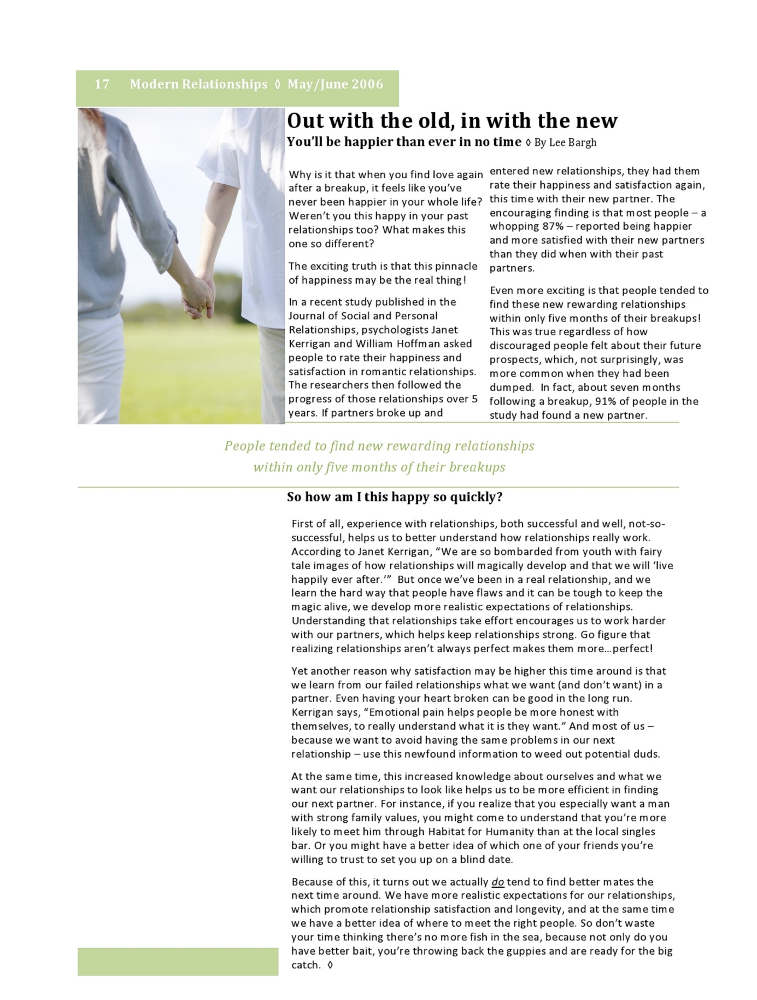 17 Modern Relationships ◊ May/June 2006
Out with the old, in with the new
You’ll be happier than ever in no time ◊ By Lee Bargh
Why is it that when you find love again
after a breakup, it feels like you’ve
never been happier in your whole life?
Weren’t you this happy in your past
relationships too? What makes this
one so different?
The exciting truth is that this pinnacle
of happiness may be the real thing!
In a recent study published in the
Journal of Social and Personal
Relationships, psychologists Janet
Kerrigan and William Hoffman asked
people to rate their happiness and
satisfaction in romantic relationships.
The researchers then followed the
progress of those relationships over 5
years. If partners broke up and
entered new relationships, they had them
rate their happiness and satisfaction again,
this time with their new partner. The
encouraging finding is that most people – a
whopping 87% – reported being happier
and more satisfied with their new partners
than they did when with their past
partners.
Even more exciting is that people tended to
find these new rewarding relationships
within only five months of their breakups!
This was true regardless of how
discouraged people felt about their future
prospects, which, not surprisingly, was
more common when they had been
dumped.  In fact, about seven months
following a breakup, 91% of people in the
study had found a new partner.
People tended to find new rewarding relationships
within only five months of their breakups
So how am I this happy so quickly?
First of all, experience with relationships, both successful and well, not-so-
successful, helps us to better understand how relationships really work.
According to Janet Kerrigan, “We are so bombarded from youth with fairy
tale images of how relationships will magically develop and that we will ‘live
happily ever after.’”  But once we’ve been in a real relationship, and we
learn the hard way that people have flaws and it can be tough to keep the
magic alive, we develop more realistic expectations of relationships.
Understanding that relationships take effort encourages us to work harder
with our partners, which helps keep relationships strong. Go figure that
realizing relationships aren’t always perfect makes them more…perfect!
Yet another reason why satisfaction may be higher this time around is that
we learn from our failed relationships what we want (and don’t want) in a
partner. Even having your heart broken can be good in the long run.
Kerrigan says, “Emotional pain helps people be more honest with
themselves, to really understand what it is they want.” And most of us –
because we want to avoid having the same problems in our next
relationship – use this newfound information to weed out potential duds.
At the same time, this increased knowledge about ourselves and what we
want our relationships to look like helps us to be more efficient in finding
our next partner. For instance, if you realize that you especially want a man
with strong family values, you might come to understand that you’re more
likely to meet him through Habitat for Humanity than at the local singles
bar. Or you might have a better idea of which one of your friends you’re
willing to trust to set you up on a blind date.
Because of this, it turns out we actually do tend to find better mates the
next time around. We have more realistic expectations for our relationships,
which promote relationship satisfaction and longevity, and at the same time
we have a better idea of where to meet the right people. So don’t waste
your time thinking there’s no more fish in the sea, because not only do you
have better bait, you’re throwing back the guppies and are ready for the big
catch.  ◊